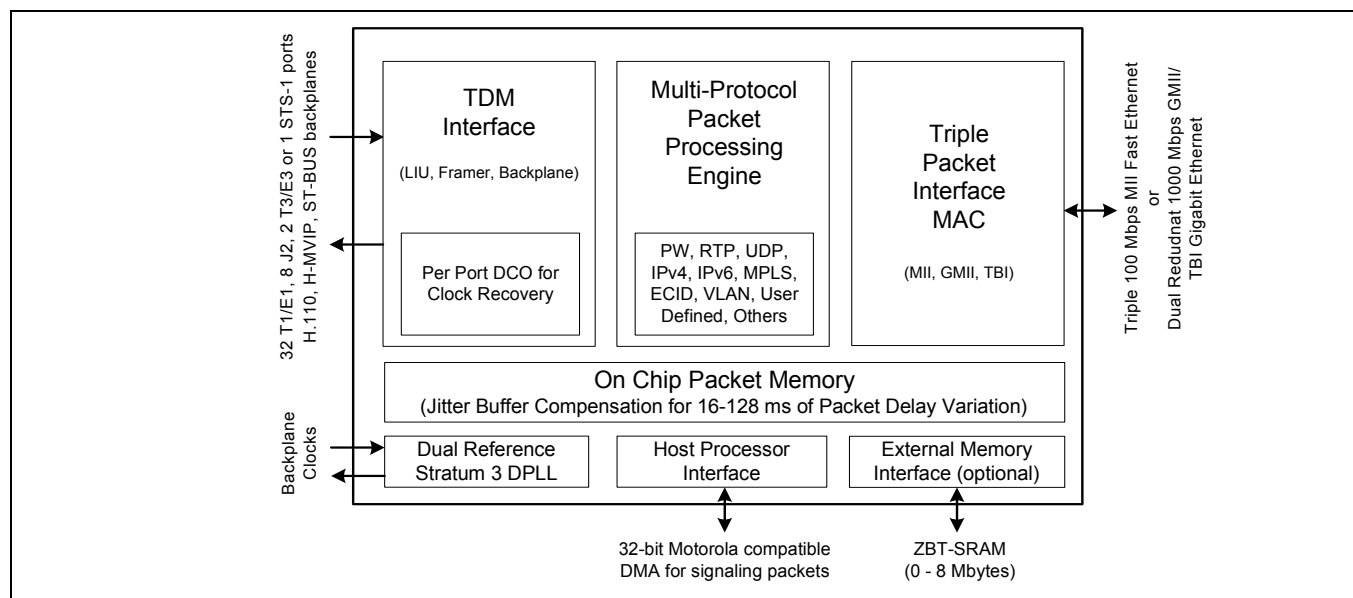 32 T1/E1, 8 J2, 2 T3/E3 or 1 STS-1 ports
H.110, H-MVIP, ST-BUS backplanes
TDM
Interface
(LIU, Framer, Backplane)
Per Port DCO for
Clock Recovery
Multi-Protocol
Packet
Processing
Engine
PW, RTP, UDP,
IPv4, IPv6, MPLS,
ECID, VLAN, User
Defined, Others
Triple
Packet
Interface
MAC
(MII, GMII, TBI)
Triple 100 Mbps MII Fast Ethernet
or
Dual Redudnat 1000 Mbps GMII/
TBI Gigabit Ethernet
On Chip Packet Memory
(Jitter Buffer Compensation for 16-128 ms of Packet Delay Variation)
Backplane
Clocks
Dual Reference
Stratum 3 DPLL
Host Processor
Interface
External Memory
Interface (optional)
32-bit Motorola compatible
DMA for signaling packets
ZBT-SRAM
(0 - 8 Mbytes)